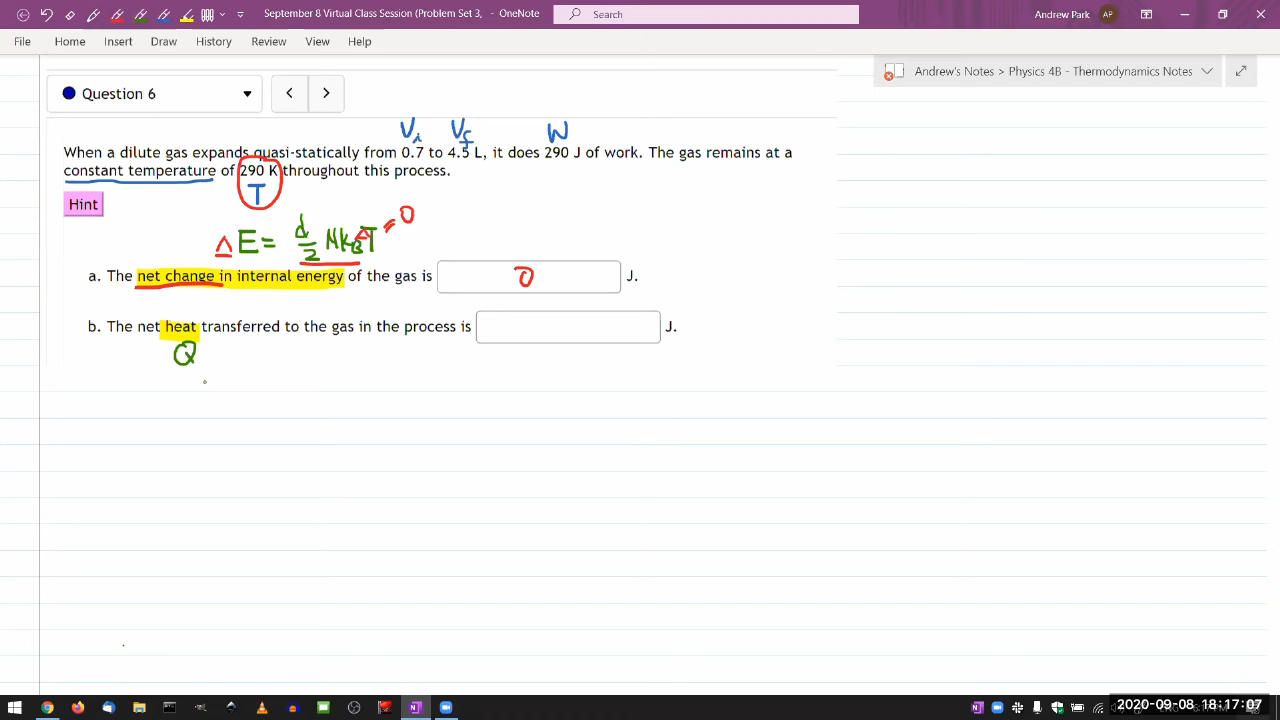 September 8 Virtual Class Session (Problem Set 3, - OneNote
Search
Andrew Park AP
File Home Insert Draw History Review View Help
Andrew's Notes > Physics 4B - Thermodynamics Notes
Question 6
Vi Vf W
When a dilute gas expands quasi-statically from 0.7 to 4.5 L, it does 290 J of work. The gas remains at a
constant temperature of 290 K throughout this process.
T
Hint
0
Δ E = d/2 NkBΔT
a. The net change in internal energy of the gas is 0 J.
b. The net heat transferred to the gas in the process is J.
Q
2020-09-08 18:17:07